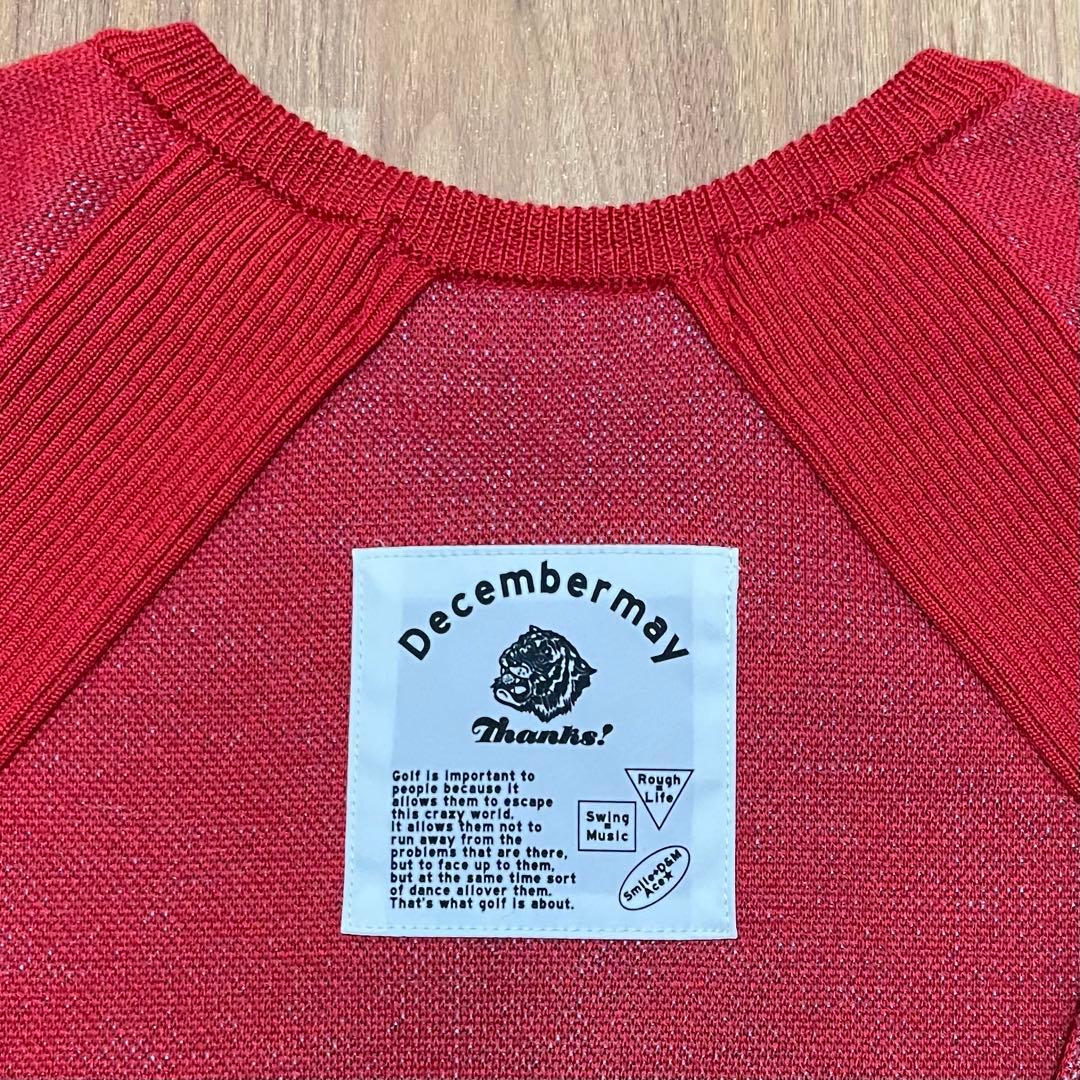 Decembermay
Thanks!
Golf is important to
people because it
allows them to escape
this crazy world.
It allows them not to
run away from the
problems that are there,
but to face up to them,
but at the same time sort
of dance allover them.
That's what golf is about.
Rough
=
Life
Swing
=
Music
Smile+D&M
Ace★